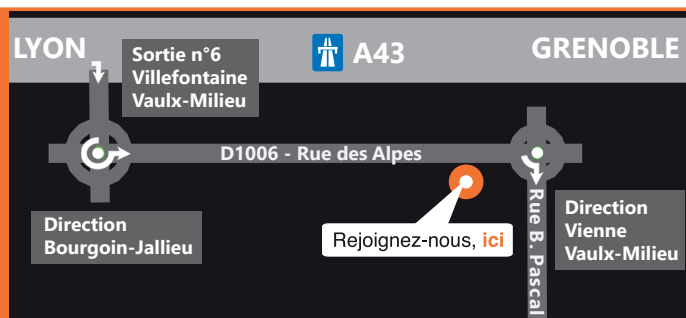 LYON
Sortie n°6
Villefontaine
Vaulx-Milieu
A43
GRENOBLE
D1006 - Rue des Alpes
Direction
Bourgoin-Jallieu
Rejoignez-nous, ici
Rue B. Pascal
Direction
Vienne
Vaulx-Milieu